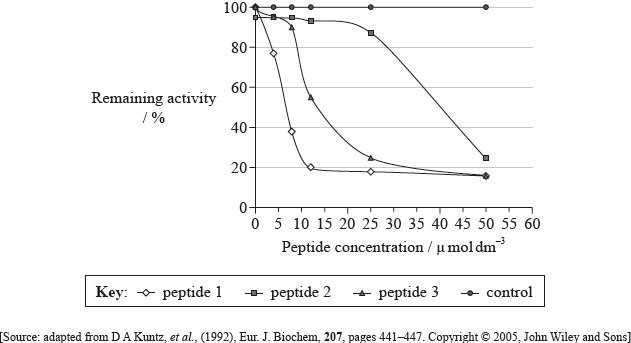 100
80
60
40
20
0
Remaining activity
/ %
0 5 10 15 20 25 30 35 40 45 50 55 60
Peptide concentration / µ mol dm⁻³
Key: peptide 1 peptide 2 peptide 3 control
[Source: adapted from D A Kuntz, et al., (1992), Eur. J. Biochem, 207, pages 441–447. Copyright © 2005, John Wiley and Sons]